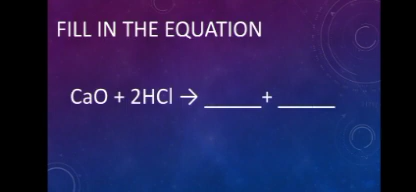 FILL IN THE EQUATION
CaO + 2HCl → _____+ _____